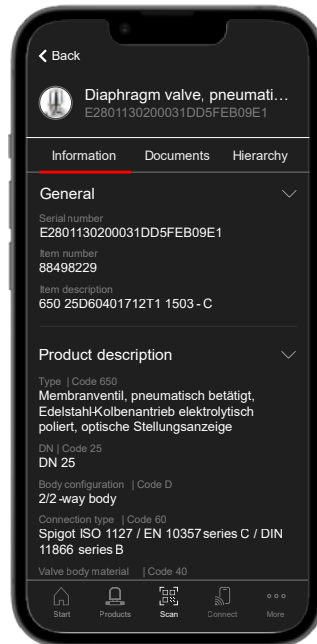 Back
Diaphragm valve, pneumati...
E2801130200031DD5FEB09E1
Information Documents Hierarchy
General
Serial number
E2801130200031DD5FEB09E1
Item number
88498229
Item description
650 25D60401712T1 1503 - C
Product description
Type | Code 650
Membranventil, pneumatisch betätigt,
Edelstahl-Kolbenantrieb elektrolytisch
poliert, optische Stellungsanzeige
DN | Code 25
DN 25
Body configuration | Code D
2/2-way body
Connection type | Code 60
Spigot ISO 1127 / EN 10357 series C / DIN
11866 series B
Valve body material | Code 40
Start Products Scan Connect More